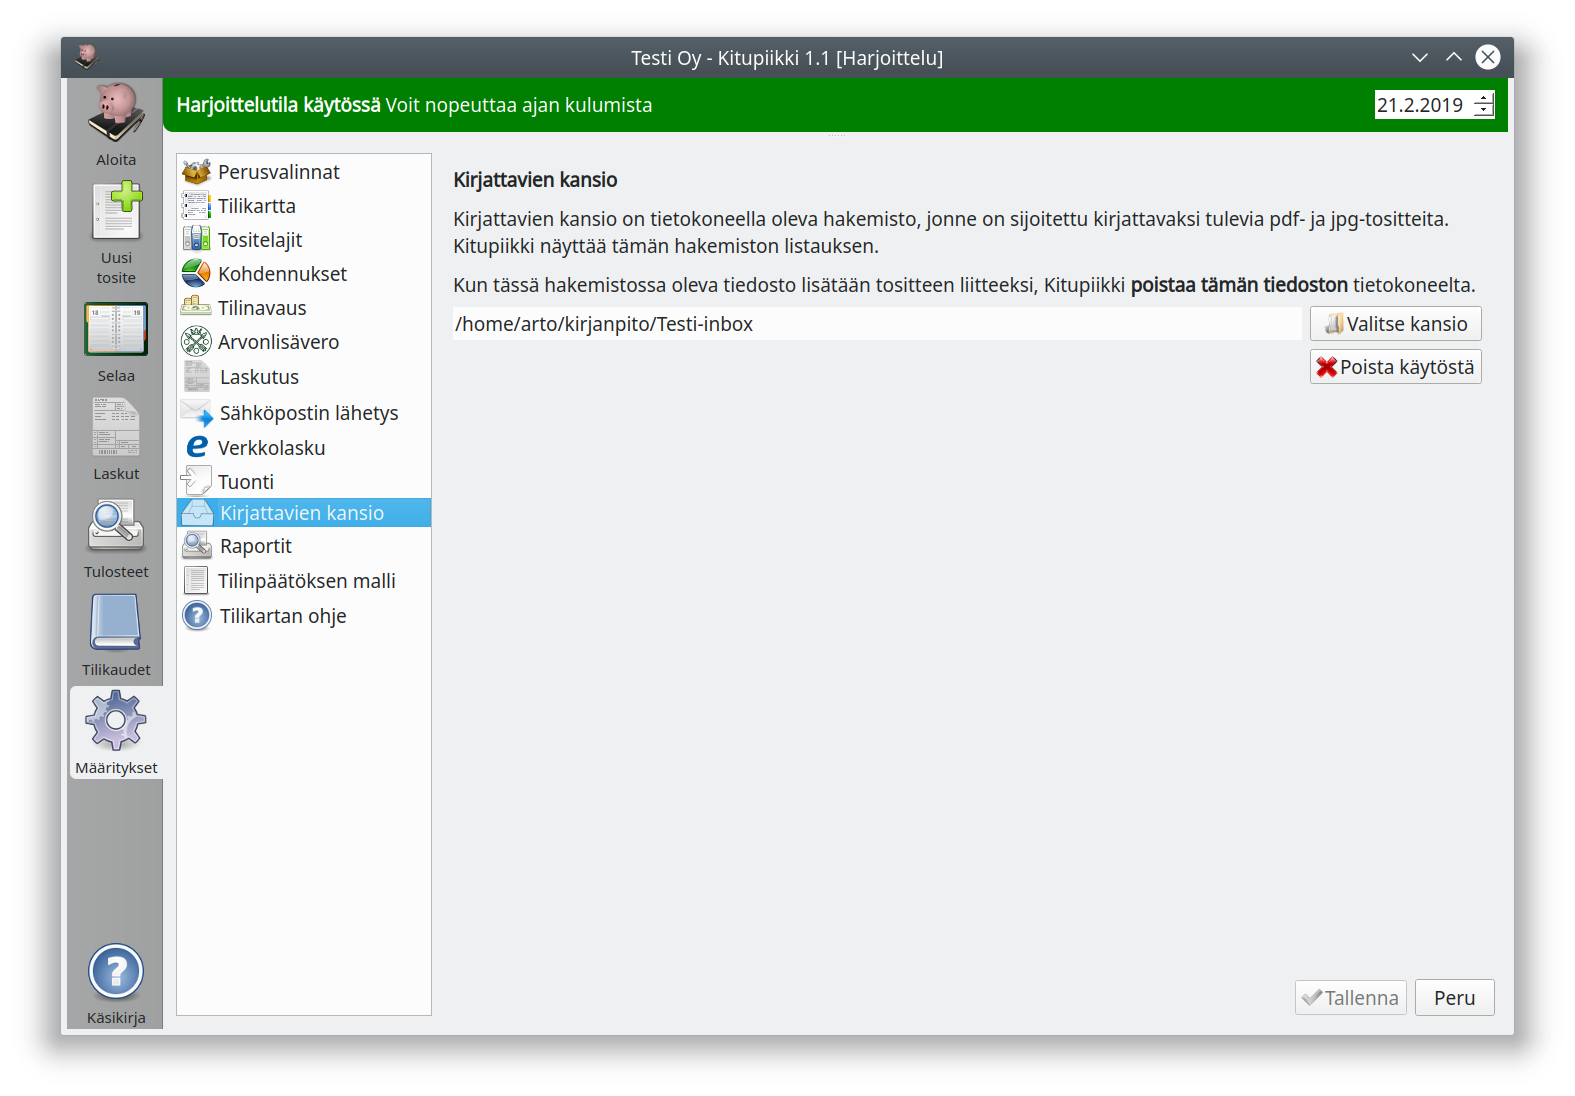 Testi Oy - Kitupiikki 1.1 [Harjoittelu]
Harjoittelutila käytössä Voit nopeuttaa ajan kulumista
21.2.2019
Aloita
Uusi
tosite
Selaa
Laskut
Tulosteet
Tilikaudet
Määritykset
Käsikirja
Perusvalinnat
Tilikartta
Tositelajit
Kohdennukset
Tilinavaus
Arvonlisävero
Laskutus
Sähköpostin lähetys
Verkkolasku
Tuonti
Kirjattavien kansio
Raportit
Tilinpäätöksen malli
Tilikartan ohje
Kirjattavien kansio
Kirjattavien kansio on tietokoneella oleva hakemisto, jonne on sijoitettu kirjattavaksi tulevia pdf- ja jpg-tositteita.
Kitupiikki näyttää tämän hakemiston listauksen.
Kun tässä hakemistossa oleva tiedosto lisätään tositteen liitteeksi, Kitupiikki poistaa tämän tiedoston tietokoneelta.
/home/arto/kirjanpito/Testi-inbox
Valitse kansio
Poista käytöstä
Tallenna
Peru